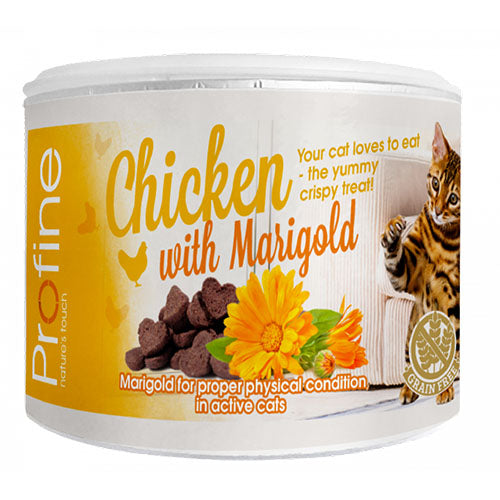 Profine
nature's touch
Chicken
with Marigold
Your cat loves to eat
- the yummy
crispy treat!
Marigold for proper physical condition
in active cats
GRAIN FREE